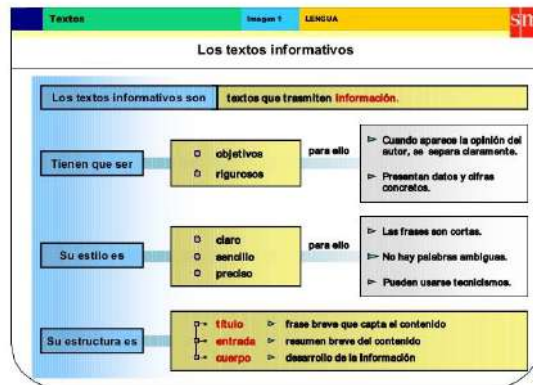 Textos Imagen 1 LENGUA sm
Los textos informativos
Los textos informativos son textos que trasmiten información.
Tienen que ser
objetivos
rigurosos
para ello
Cuando aparece la opinión del
autor, se separa claramente.
Presentan datos y cifras
concretos.
Su estilo es
claro
sencillo
preciso
para ello
Las frases son cortas.
No hay palabras ambiguas.
Pueden usarse tecnicismos.
Su estructura es
título frase breve que capta el contenido
entrada resumen breve del contenido
cuerpo desarrollo de la información